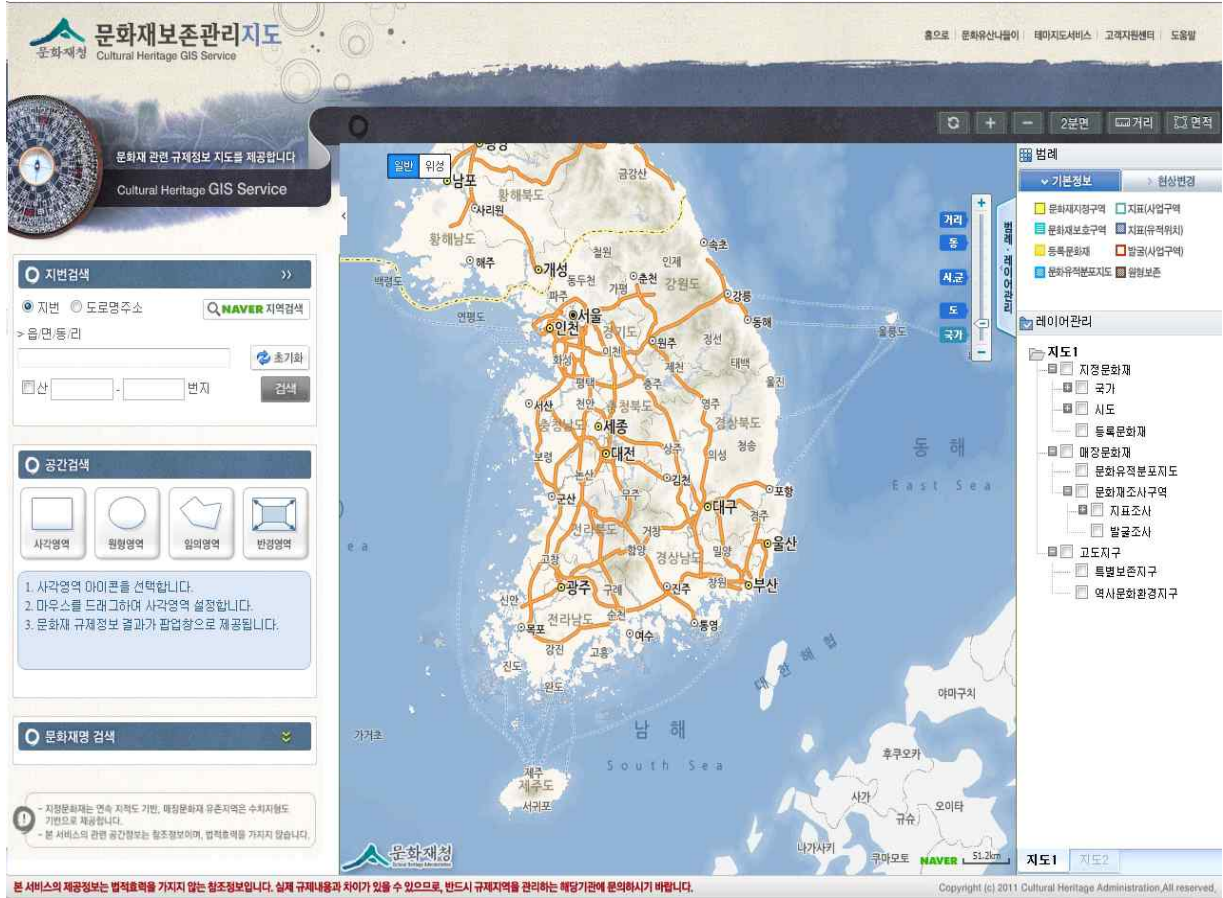 문화재청
문화재보존관리지도
Cultural Heritage GIS Service
홈으로 문화유산나들이 테마지도서비스 고객지원센터 도움말
문화재 관련 규제정보 지도를 제공합니다
Cultural Heritage GIS Service
+ - 2분면 거리 면적
지번검색 >>
지번 도로명주소 NAVER 지역검색
> 읍/면/동/리
초기화
산 - 번지 검색
공간검색
사각영역 원형영역 임의영역 반경영역
1. 사각영역 아이콘을 선택합니다.
2. 마우스를 드래그하여 사각영역 설정합니다.
3. 문화재 규제정보 결과가 팝업창으로 제공됩니다.
문화재명 검색
- 지정문화재는 연속 지적도 기반, 매장문화재 유존지역은 수치지형도
기반으로 제공합니다.
- 본 서비스의 관련 공간정보는 참조정보이며, 법적효력을 가지지 않습니다.
일반 위성
남포
금강산
황해북도
사리원
황해남도
해주
개성
철원
속초
백령도
동두천
인제
연평도
파주
가평
춘천
강원도
강릉
서울
인천
경기도
동해
울릉도
화성
이천
원주
정선
제천
태백
평택
충주
울진
서산
천안
충청북도
영주
충청남도
세종
경상북도
대전
상주
청송
보령
의성
동 해
East Sea
논산
김천
군산
무주
포항
대구
경주
전라북도
거창
고창
함양
경상남도
밀양
울산
광주
구례
진주
창원
부산
신안
전라남도
순천
목포
여수
통영
강진
고흥
진도
완도
대한해협
야마구치
가거초
남 해
South Sea
후쿠오카
제주
제주도
서귀포
사가
오이타
규슈
나가사키
쿠마모토
문화재청
Cultural Heritage Administration
NAVER 51.2km
+
거리
동
시.군
도
국가
-
범례·레이어관리
범례
기본정보 > 현상변경
문화재지정구역 지표(사업구역
문화재보호구역 지표(유적위치)
등록문화재 발굴(사업구역)
문화유적분포지도 원형보존
레이어관리
지도1
지정문화재
국가
시도
등록문화재
매장문화재
문화유적분포지도
문화재조사구역
지표조사
발굴조사
고도지구
특별보존지구
역사문화환경지구
지도1 지도2
본 서비스의 제공정보는 법적효력을 가지지 않는 참조정보입니다. 실제 규제내용과 차이가 있을 수 있으므로, 반드시 규제지역을 관리하는 해당기관에 문의하시기 바랍니다.
Copyright (c) 2011 Cultural Heritage Administration,All reserved,